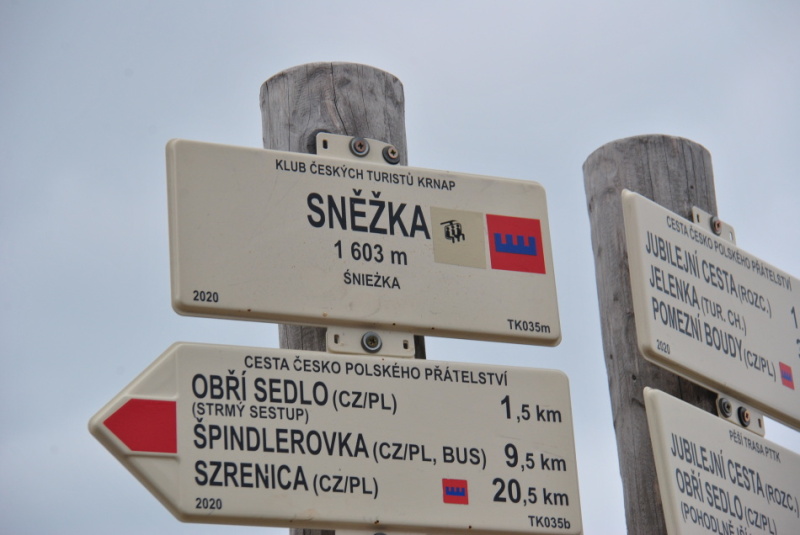 KLUB ČESKÝCH TURISTŮ KRNAP
SNĚŽKA
1 603 m
ŚNIEŻKA
2020
TK035m
CESTA ČESKO POLSKÉHO PŘÁTELSTVÍ
OBŘÍ SEDLO (CZ/PL) 1,5 km
(STRMÝ SESTUP)
ŠPINDLEROVKA (CZ/PL, BUS) 9,5 km
SZRENICA (CZ/PL) 20,5 km
2020
TK035b
CESTA ČESKO POLSKÉHO PŘÁTELSTVÍ
JUBILEJNÍ CESTA (ROZC.) 1
JELENKA (TUR. CH.)
POMEZNÍ BOUDY (CZ/PL)
2020
PĚŠÍ TRASA PTTK
JUBILEJNÍ CESTA (ROZC.)
OBŘÍ SEDLO (CZ/PL)
(POHODLNĚ